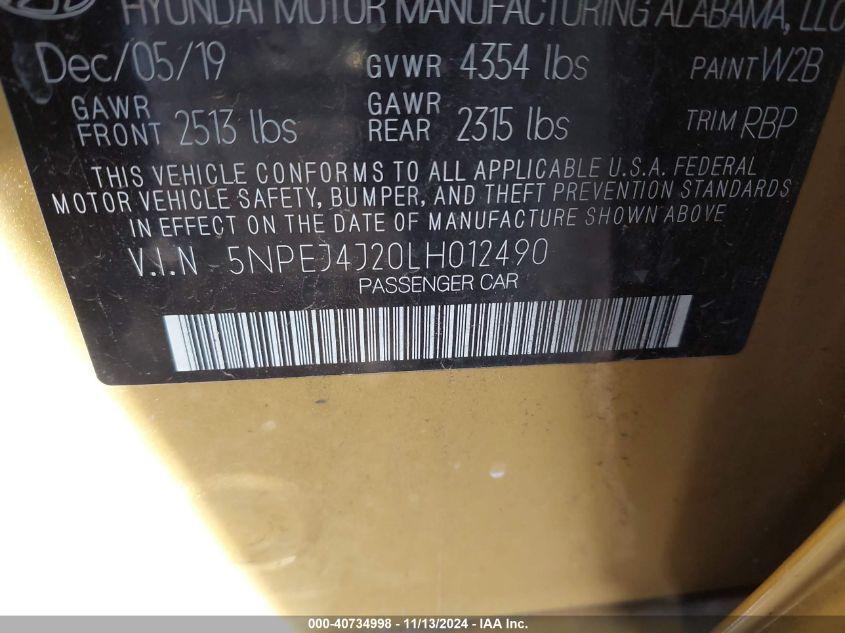 HYUNDAI MOTOR MANUFACTURING ALABAMA, LLC
Dec/05/19 GVWR 4354 lbs PAINT W2B
GAWR FRONT 2513 lbs GAWR REAR 2315 lbs TRIM RBP
THIS VEHICLE CONFORMS TO ALL APPLICABLE U.S.A. FEDERAL
MOTOR VEHICLE SAFETY, BUMPER, AND THEFT PREVENTION STANDARDS
IN EFFECT ON THE DATE OF MANUFACTURE SHOWN ABOVE
V.I.N 5NPEJ4J20LH012490
PASSENGER CAR
000-40734998 - 11/13/2024 - IAA Inc.